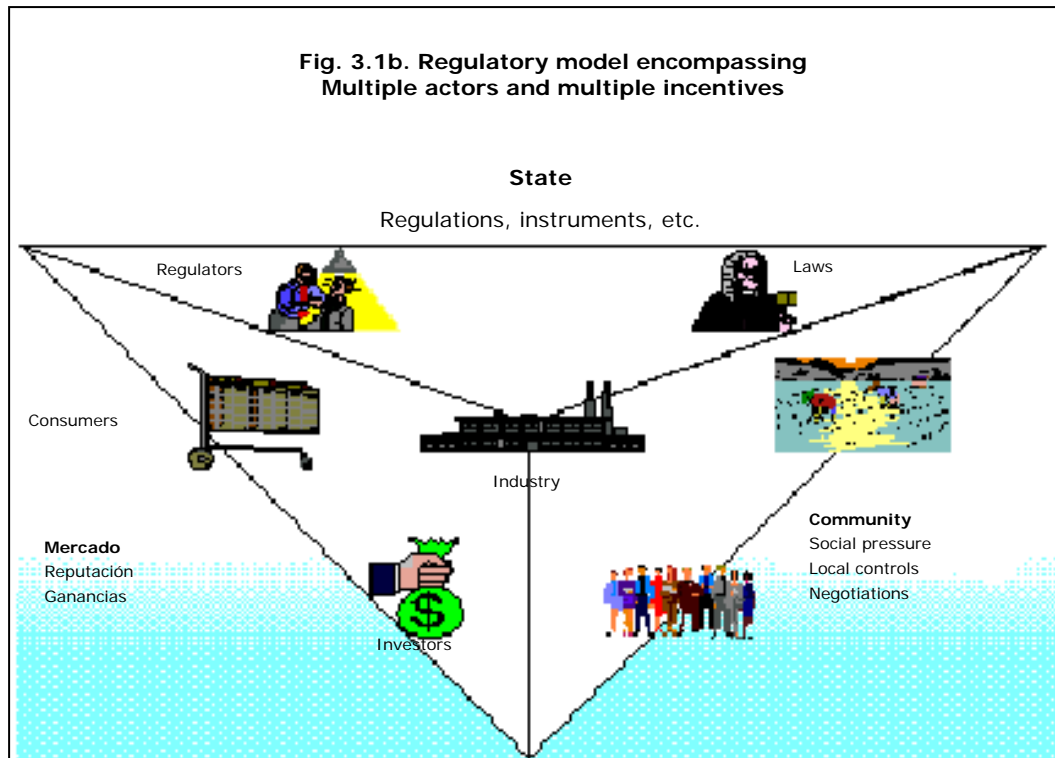 Fig. 3.1b. Regulatory model encompassing
Multiple actors and multiple incentives
State
Regulations, instruments, etc.
Regulators
Laws
Consumers
Industry
Mercado
Reputación
Ganancias
Community
Social pressure
Local controls
Negotiations
$
Investors